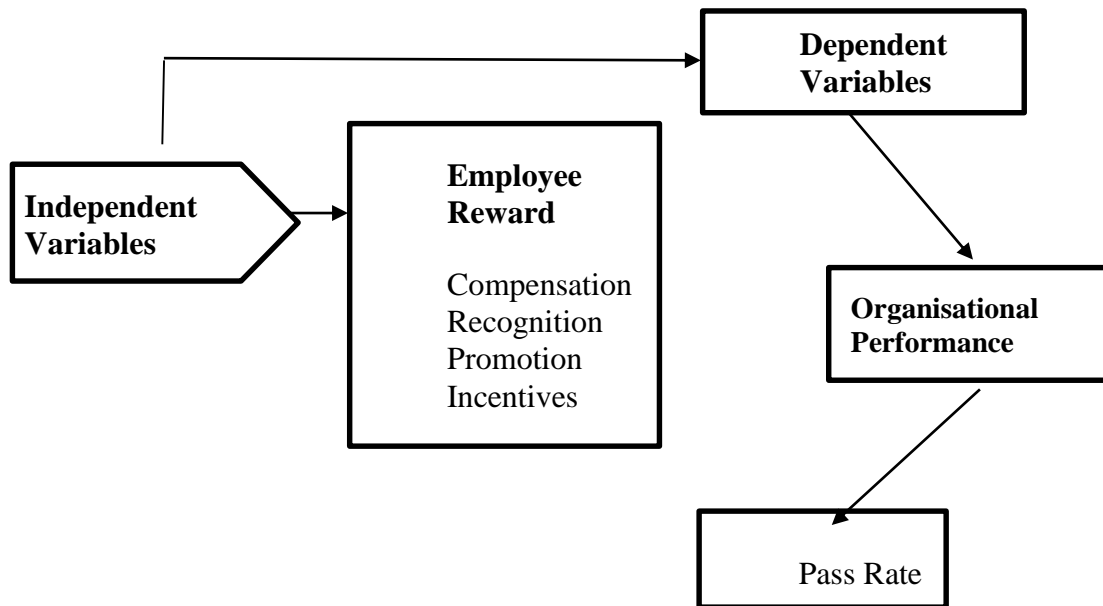 Dependent
Variables
Independent
Variables
Employee
Reward
Compensation
Recognition
Promotion
Incentives
Organisational
Performance
Pass Rate